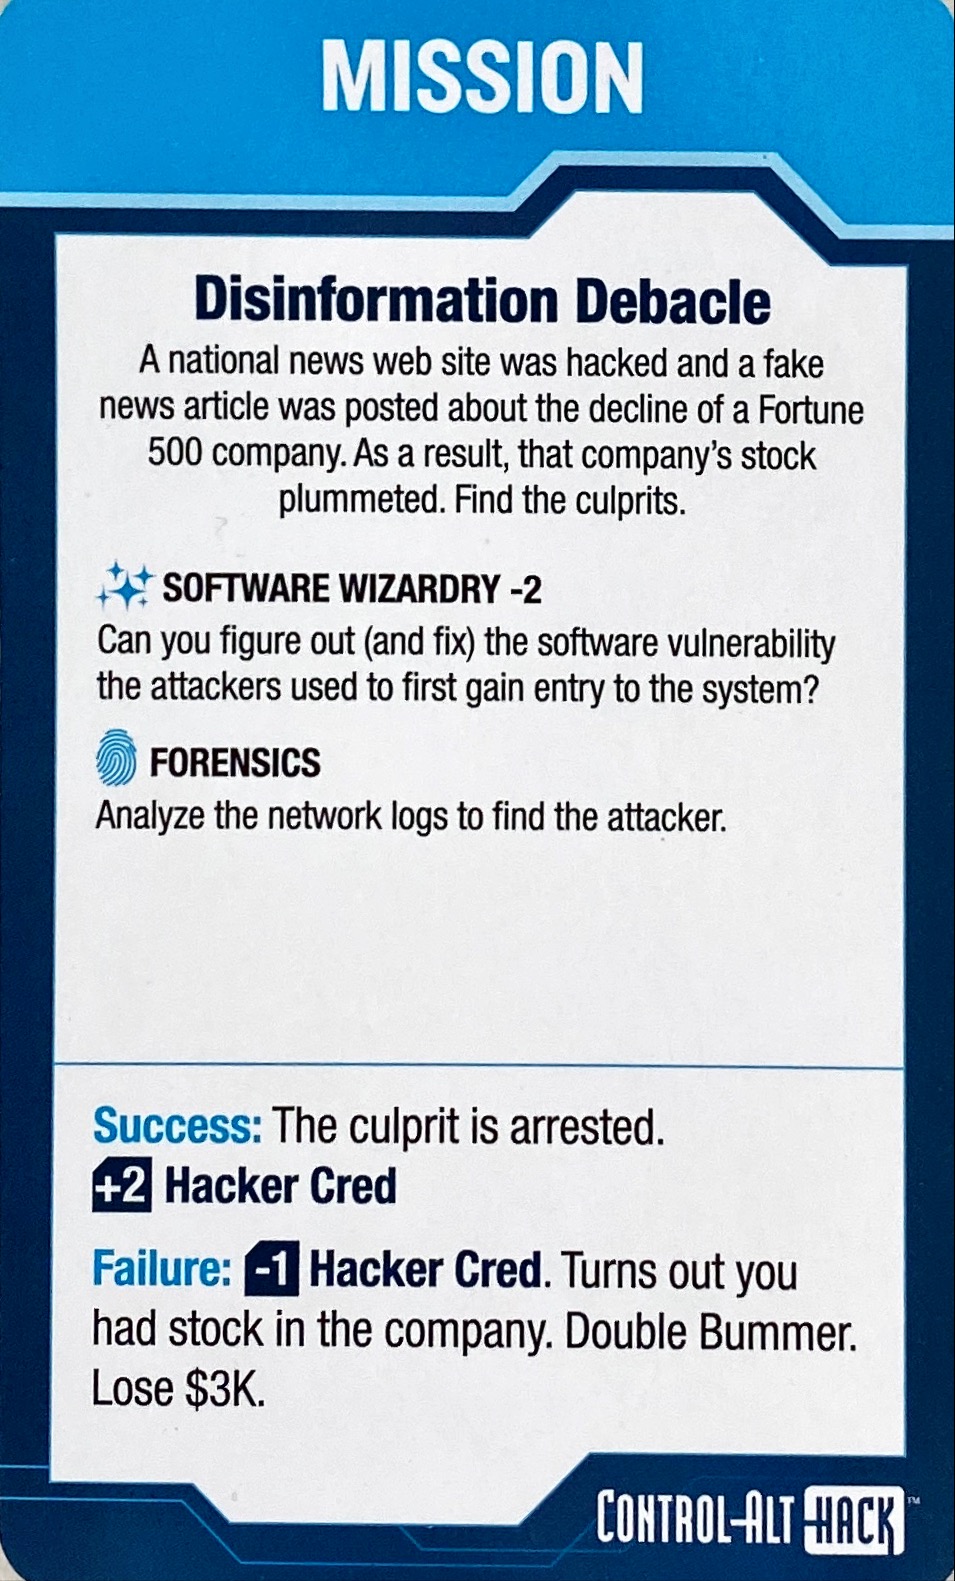 MISSION
Disinformation Debacle
A national news web site was hacked and a fake
news article was posted about the decline of a Fortune
500 company. As a result, that company's stock
plummeted. Find the culprits.
SOFTWARE WIZARDRY -2
Can you figure out (and fix) the software vulnerability
the attackers used to first gain entry to the system?
FORENSICS
Analyze the network logs to find the attacker.
Success: The culprit is arrested.
+2 Hacker Cred
Failure: -1 Hacker Cred. Turns out you
had stock in the company. Double Bummer.
Lose $3K.
CONTROL-ALT-HACK™